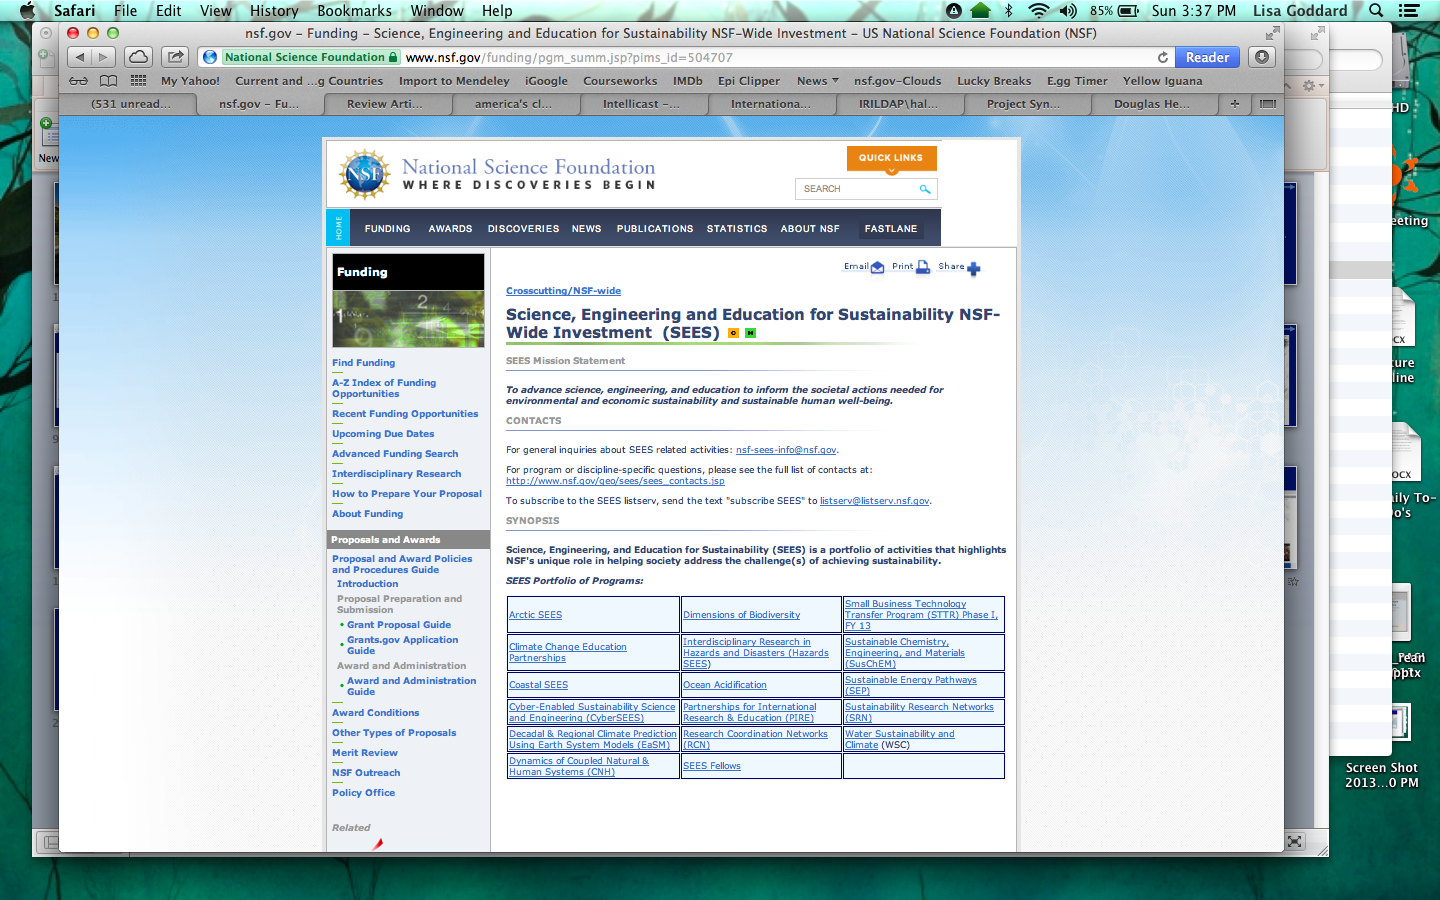 Safari File Edit View History Bookmarks Window Help
85% Sun 3:37 PM Lisa Goddard
nsf.gov – Funding – Science, Engineering and Education for Sustainability NSF-Wide Investment – US National Science Foundation (NSF)
National Science Foundation www.nsf.gov/funding/pgm_summ.jsp?pims_id=504707
Reader
My Yahoo! Current and ...g Countries Import to Mendeley iGoogle Courseworks IMDb Epi Clipper News nsf.gov-Clouds Lucky Breaks E.gg Timer Yellow Iguana
(531 unread... nsf.gov – Fu... Review Arti... america's cl... Intellicast –... Internationa... IRILDAP\hal... Project Syn... Douglas He...
New
NSF
National Science Foundation
WHERE DISCOVERIES BEGIN
QUICK LINKS
SEARCH
HOME
FUNDING AWARDS DISCOVERIES NEWS PUBLICATIONS STATISTICS ABOUT NSF FASTLANE
Funding
Find Funding
A-Z Index of Funding
Opportunities
Recent Funding Opportunities
Upcoming Due Dates
Advanced Funding Search
Interdisciplinary Research
How to Prepare Your Proposal
About Funding
Proposals and Awards
Proposal and Award Policies
and Procedures Guide
Introduction
Proposal Preparation and
Submission
Grant Proposal Guide
Grants.gov Application
Guide
Award and Administration
Award and Administration
Guide
Award Conditions
Other Types of Proposals
Merit Review
NSF Outreach
Policy Office
Related
Email Print Share
Crosscutting/NSF-wide
Science, Engineering and Education for Sustainability NSF-
Wide Investment (SEES)
SEES Mission Statement
To advance science, engineering, and education to inform the societal actions needed for
environmental and economic sustainability and sustainable human well-being.
CONTACTS
For general inquiries about SEES related activities: nsf-sees-info@nsf.gov.
For program or discipline-specific questions, please see the full list of contacts at:
http://www.nsf.gov/geo/sees/sees_contacts.jsp
To subscribe to the SEES listserv, send the text "subscribe SEES" to listserv@listserv.nsf.gov.
SYNOPSIS
Science, Engineering, and Education for Sustainability (SEES) is a portfolio of activities that highlights
NSF's unique role in helping society address the challenge(s) of achieving sustainability.
SEES Portfolio of Programs:
Arctic SEES
Dimensions of Biodiversity
Small Business Technology
Transfer Program (STTR) Phase I,
FY 13
Climate Change Education
Partnerships
Interdisciplinary Research in
Hazards and Disasters (Hazards
SEES)
Sustainable Chemistry,
Engineering, and Materials
(SusChEM)
Coastal SEES
Ocean Acidification
Sustainable Energy Pathways
(SEP)
Cyber-Enabled Sustainability Science
and Engineering (CyberSEES)
Partnerships for International
Research & Education (PIRE)
Sustainability Research Networks
(SRN)
Decadal & Regional Climate Prediction
Using Earth System Models (EaSM)
Research Coordination Networks
(RCN)
Water Sustainability and
Climate (WSC)
Dynamics of Coupled Natural &
Human Systems (CNH)
SEES Fellows
HD
eeting
CX
ture
line
OCX
ily To-
Do's
Screen Shot
2013...0 PM